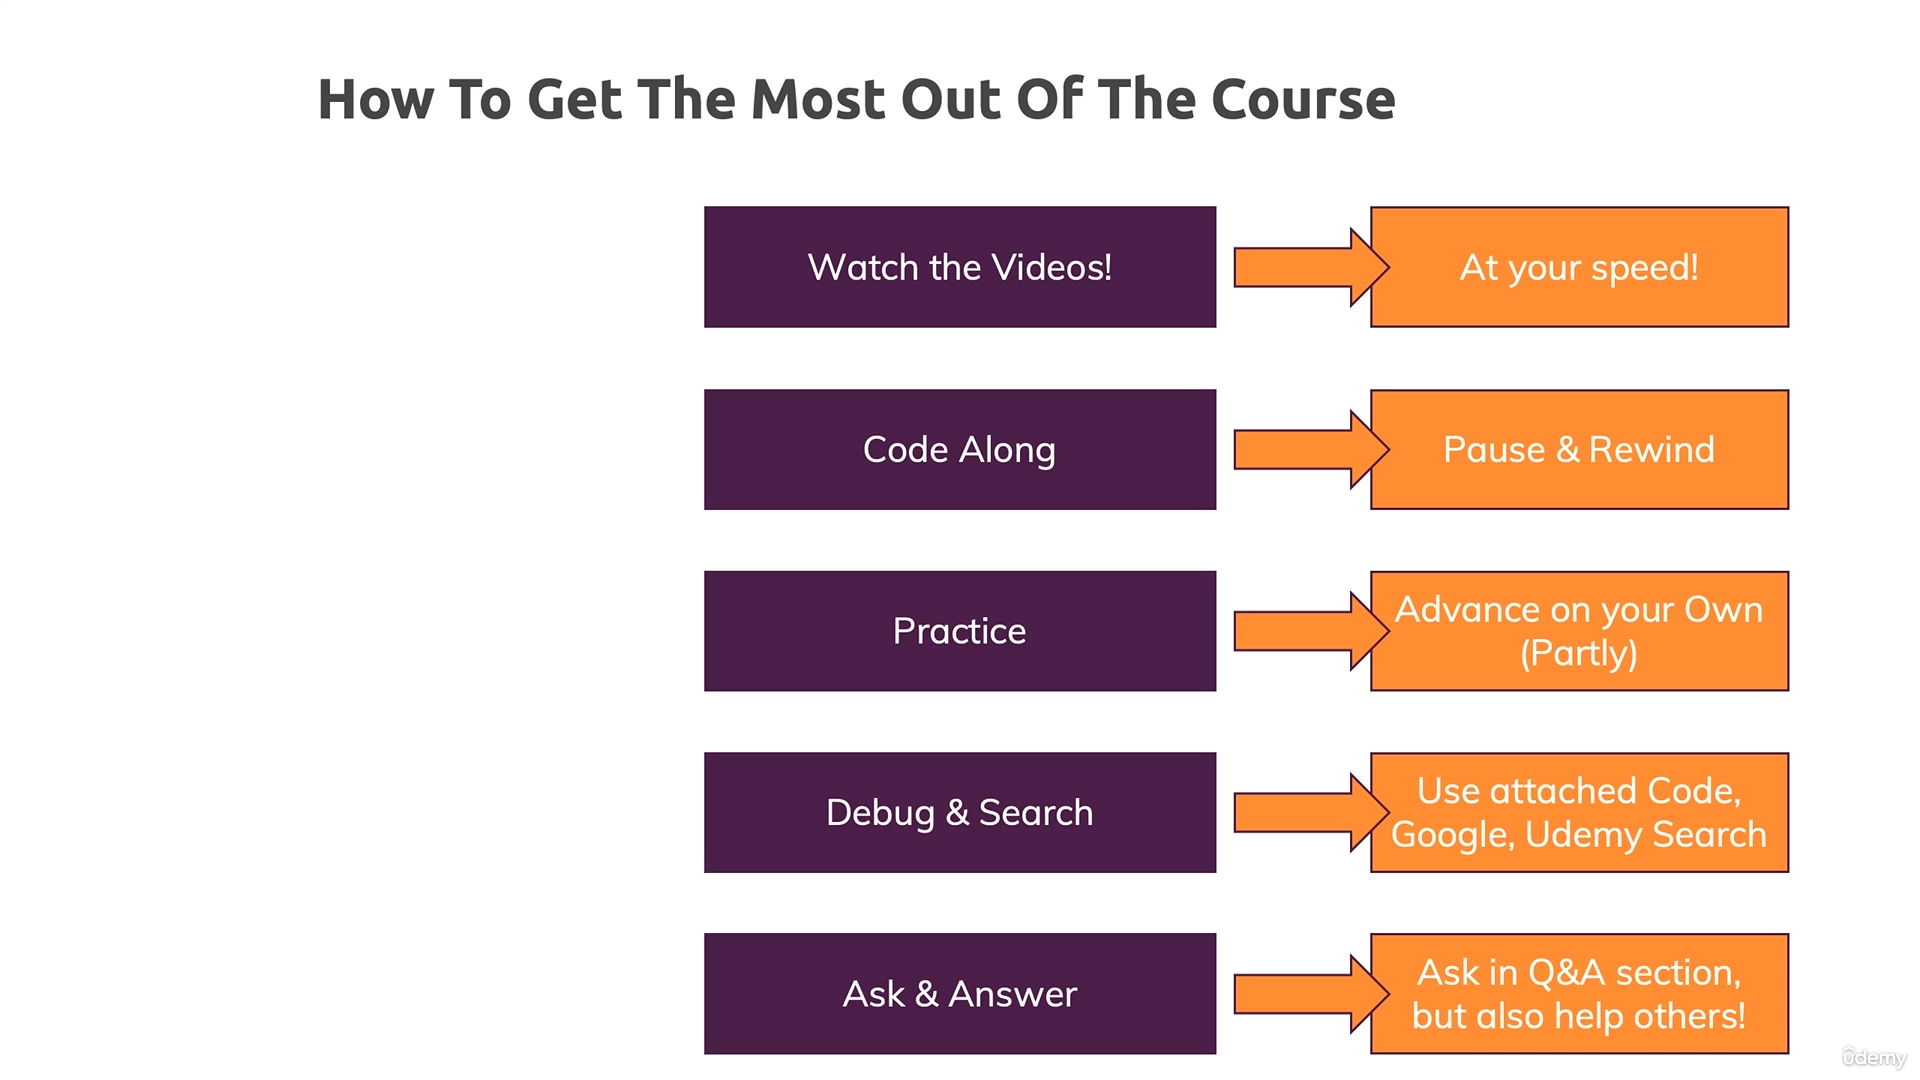 How To Get The Most Out Of The Course
Watch the Videos!
At your speed!
Code Along
Pause & Rewind
Practice
Advance on your Own
(Partly)
Debug & Search
Use attached Code,
Google, Udemy Search
Ask & Answer
Ask in Q&A section,
but also help others!
ûdemy